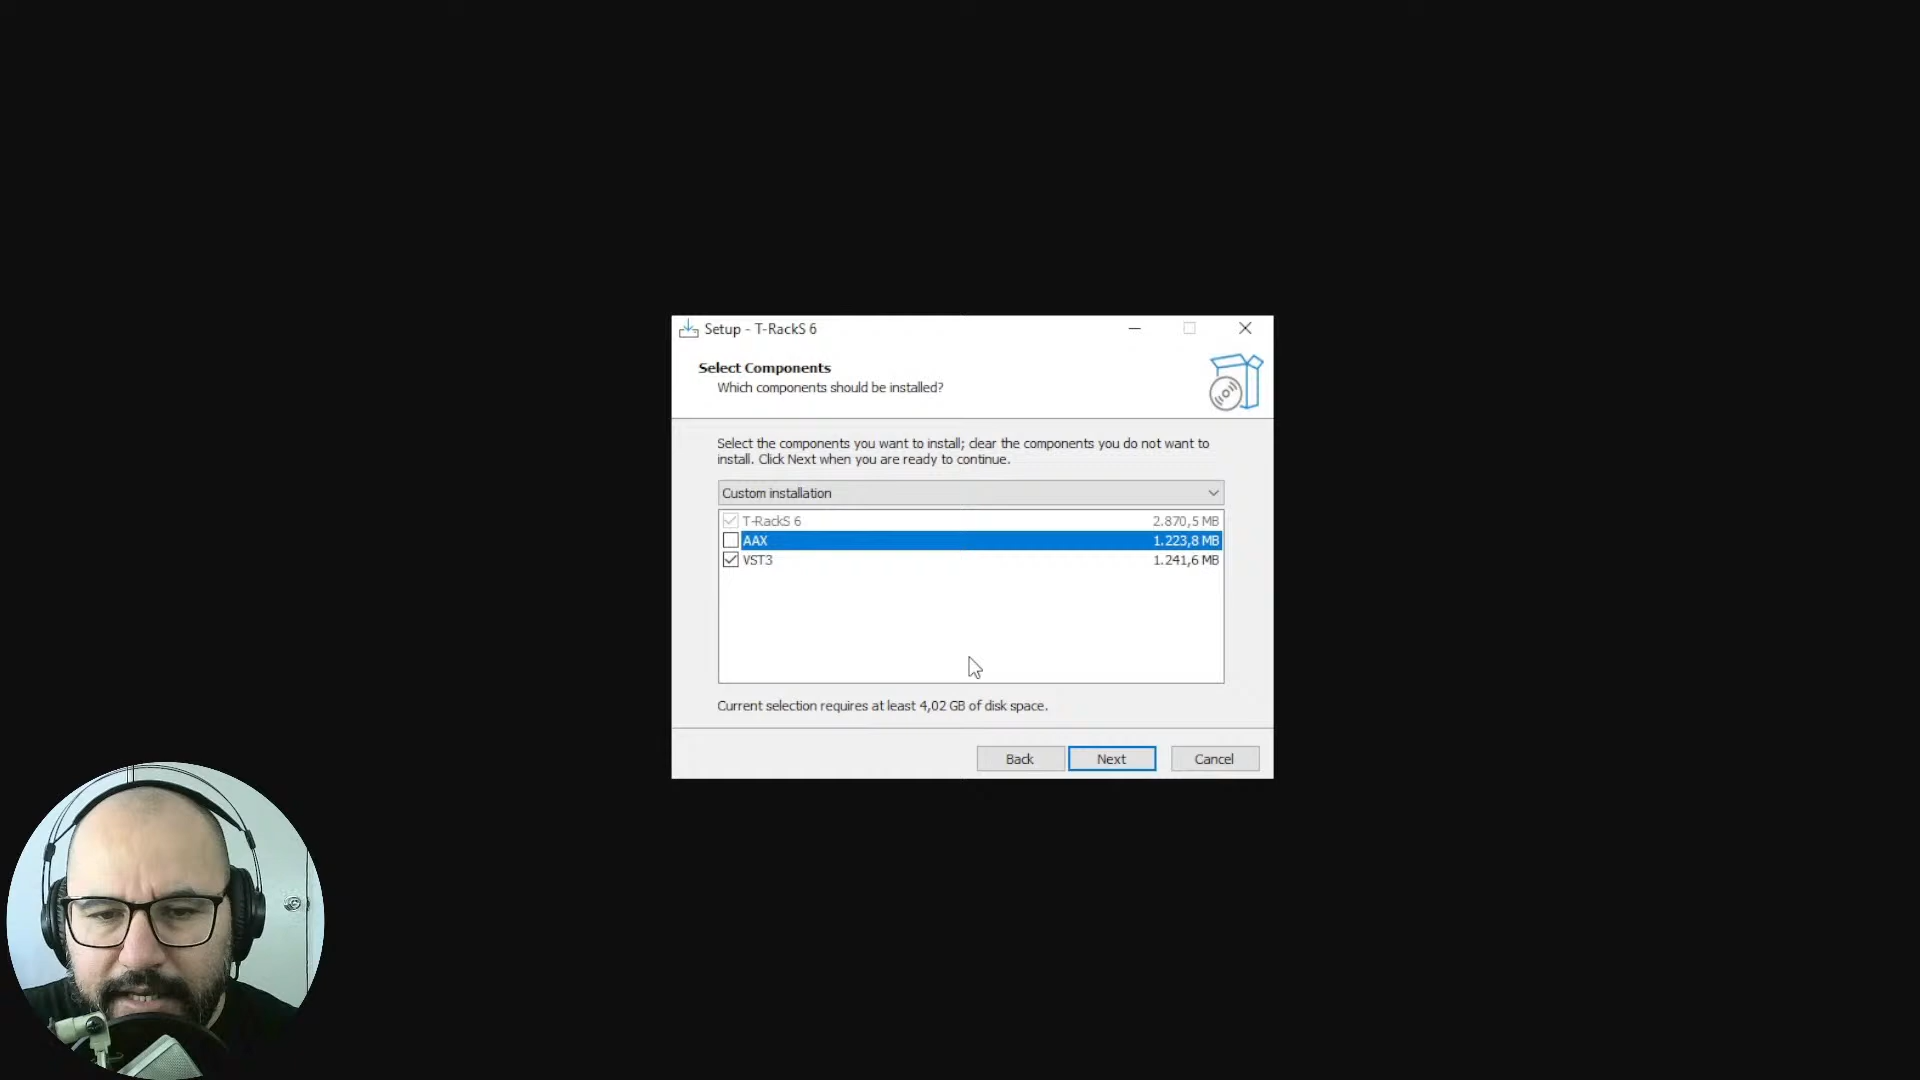 Setup - T-RackS 6
Select Components
Which components should be installed?
Select the components you want to install; clear the components you do not want to
install. Click Next when you are ready to continue.
Custom installation
T-RackS 6 2.870,5 MB
AAX 1.223,8 MB
VST3 1.241,6 MB
Current selection requires at least 4,02 GB of disk space.
Back Next Cancel